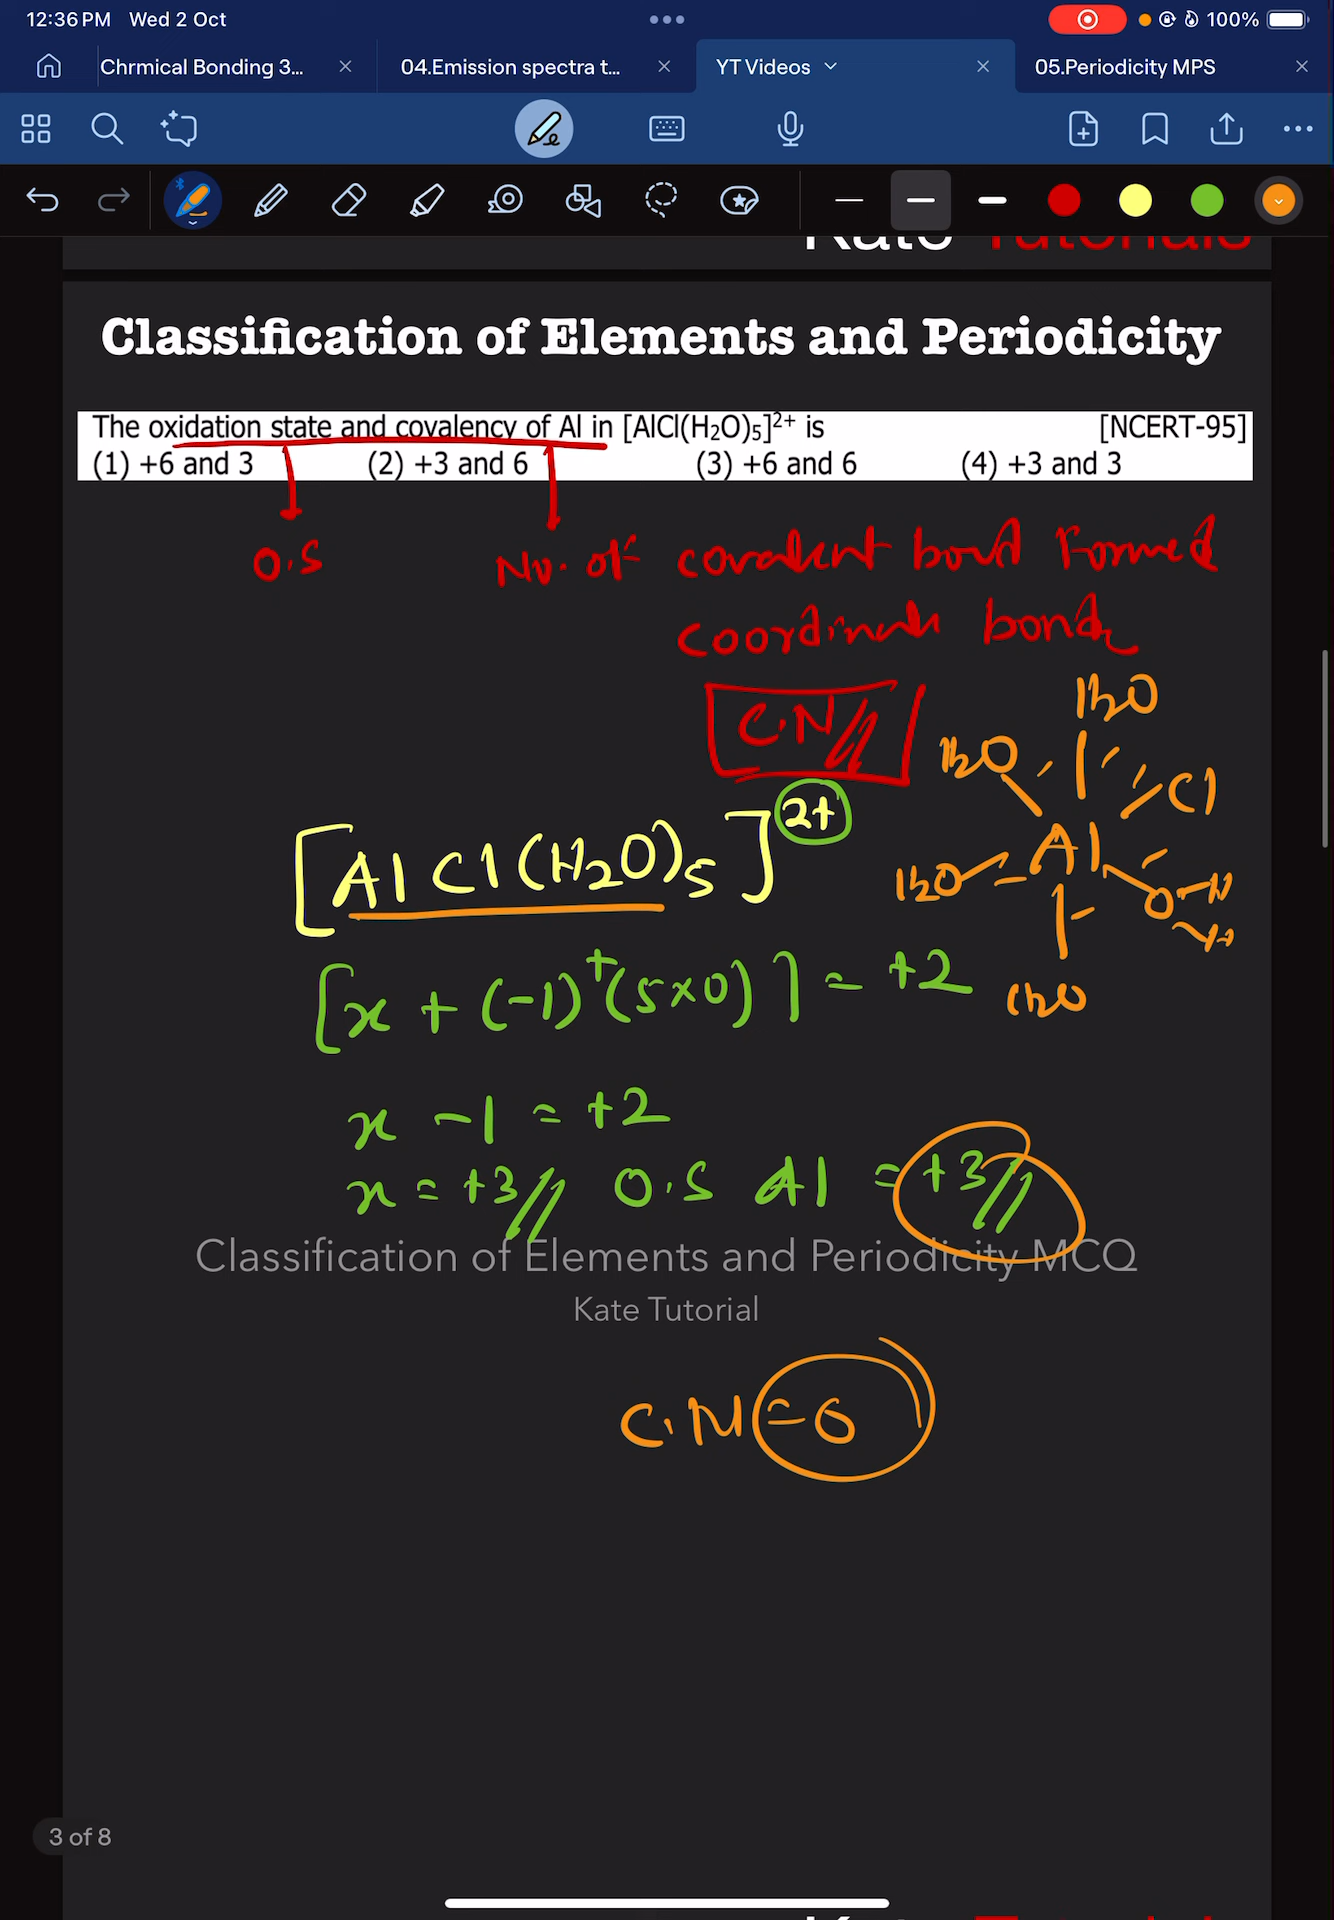 12:36 PM Wed 2 Oct
100%
Chrmical Bonding 3...
04.Emission spectra t...
YT Videos
05.Periodicity MPS
Kate Tutorials
Classification of Elements and Periodicity
The oxidation state and covalency of Al in [AlCl(H₂O)₅]²⁺ is [NCERT-95]
(1) +6 and 3 (2) +3 and 6 (3) +6 and 6 (4) +3 and 3
O.S
No. of covalent bond Formed
coordinate bond
C.N
H₂O
H₂O Cl
[AlCl(H₂O)₅]²⁺
H₂O Al O H H
H₂O
[x + (-1) + (5×0)] = +2
x - 1 = +2
x = +3// O.S Al = +3//
Classification of Elements and Periodicity MCQ
Kate Tutorial
C.N = 6
3 of 8